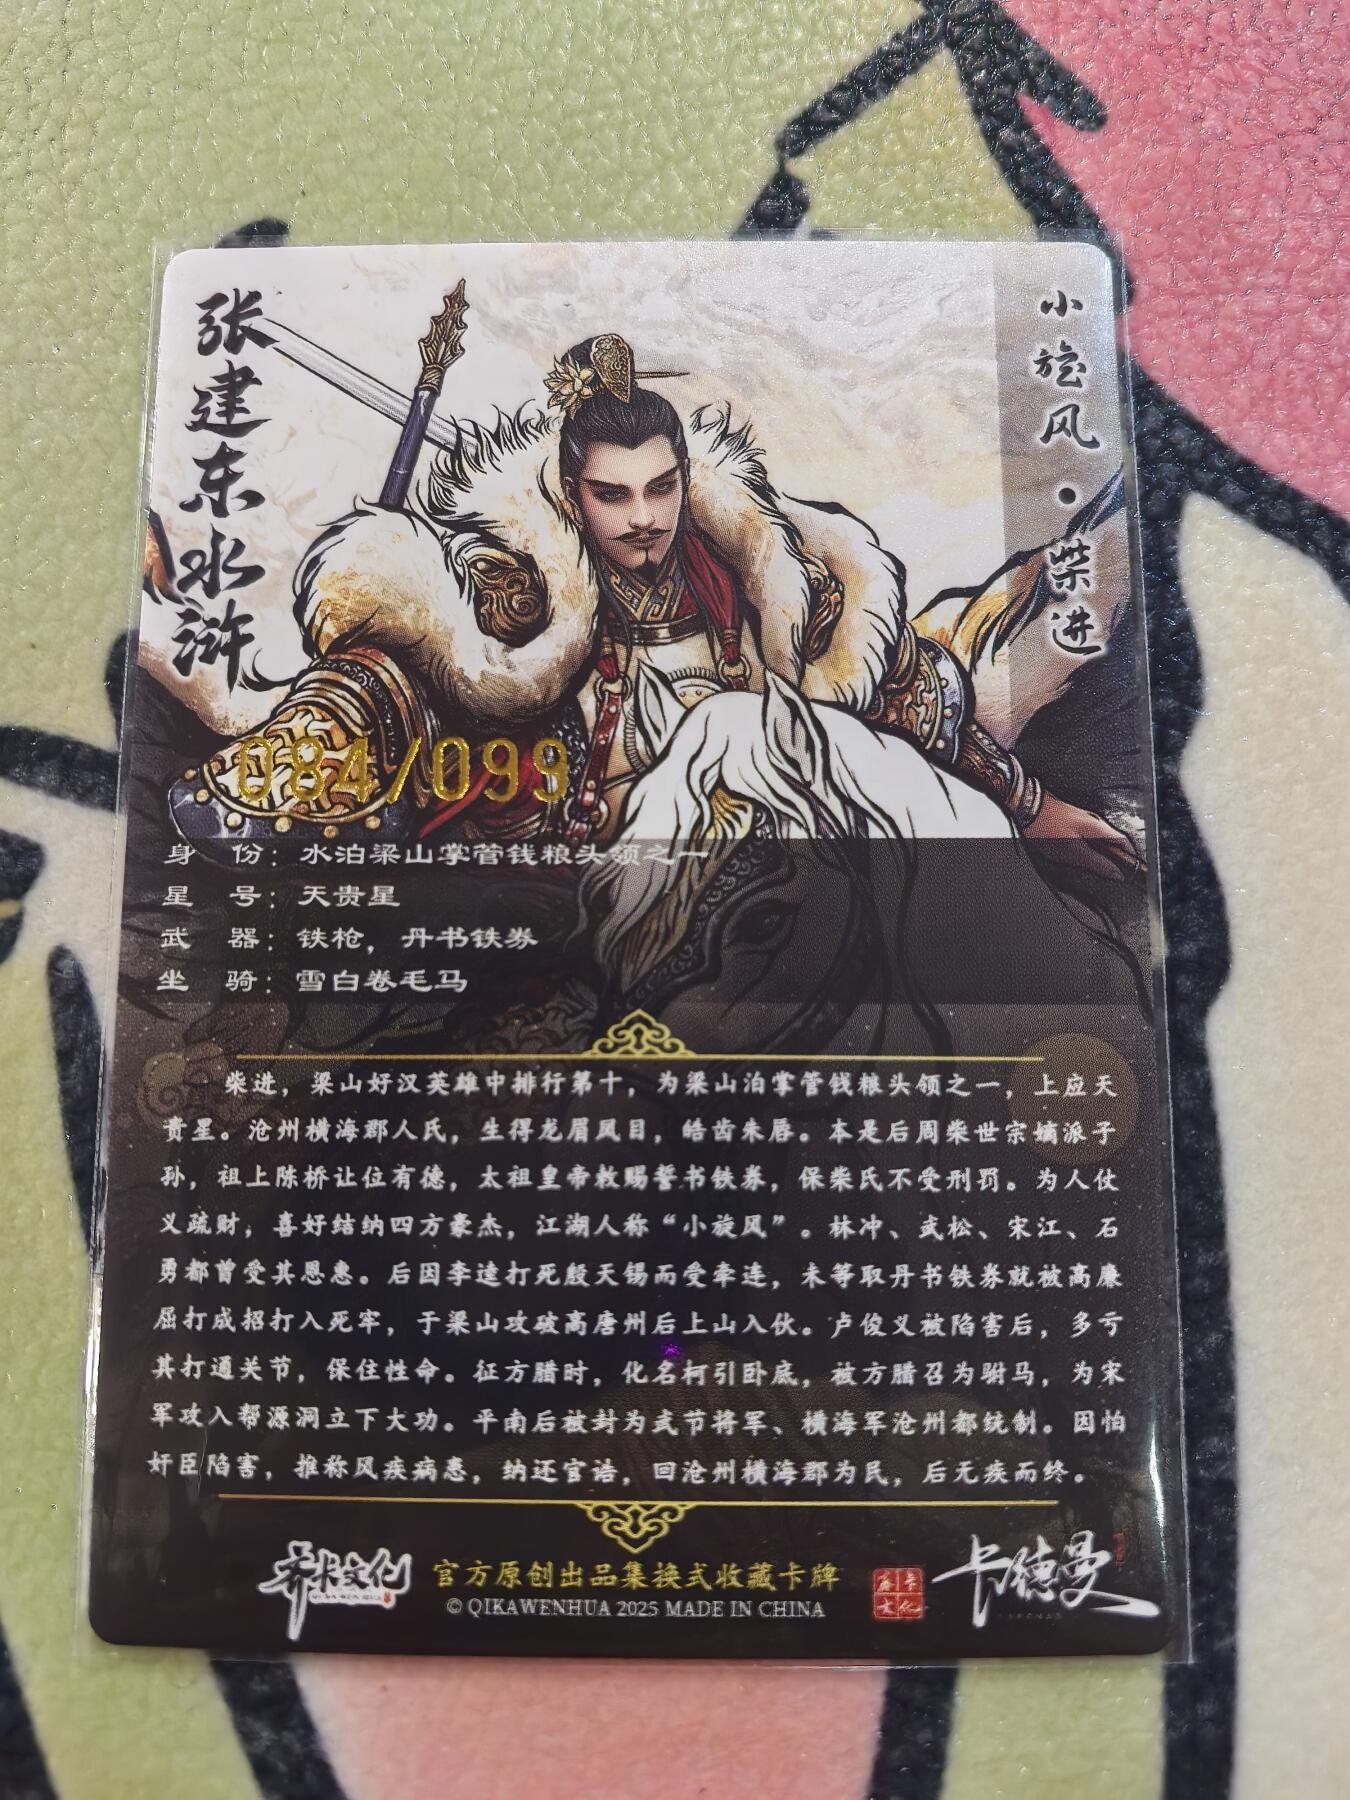 张建东水浒
小旋风·柴进
084/099
身 份：水泊梁山掌管钱粮头领之一
星 号：天贵星
武 器：铁枪，丹书铁券
坐 骑：雪白卷毛马
柴进，梁山好汉英雄中排行第十，为梁山泊掌管钱粮头领之一，上应天
贵星。沧州横海郡人氏，生得龙眉凤目，皓齿朱唇。本是后周柴世宗嫡派子
孙，祖上陈桥让位有德，太祖皇帝敕赐誓书铁券，保柴氏不受刑罚。为人仗
义疏财，喜好结纳四方豪杰，江湖人称“小旋风”。林冲、武松、宋江、石
勇都曾受其恩惠。后因李逵打死殷天锡而受牵连，未等取丹书铁券就被高廉
屈打成招打入死牢，于梁山攻破高唐州后上山入伙。卢俊义被陷害后，多亏
其打通关节，保住性命。征方腊时，化名柯引卧底，被方腊召为驸马，为宋
军攻入帮源洞立下大功。平南后被封为武节将军、横海军沧州都统制。因怕
奸臣陷害，推称风疾病患，纳还官诰，回沧州横海郡为民，后无疾而终。
齐卡文化
官方原创出品集换式收藏卡牌
© QIKAWENHUA 2025 MADE IN CHINA
卡德曼